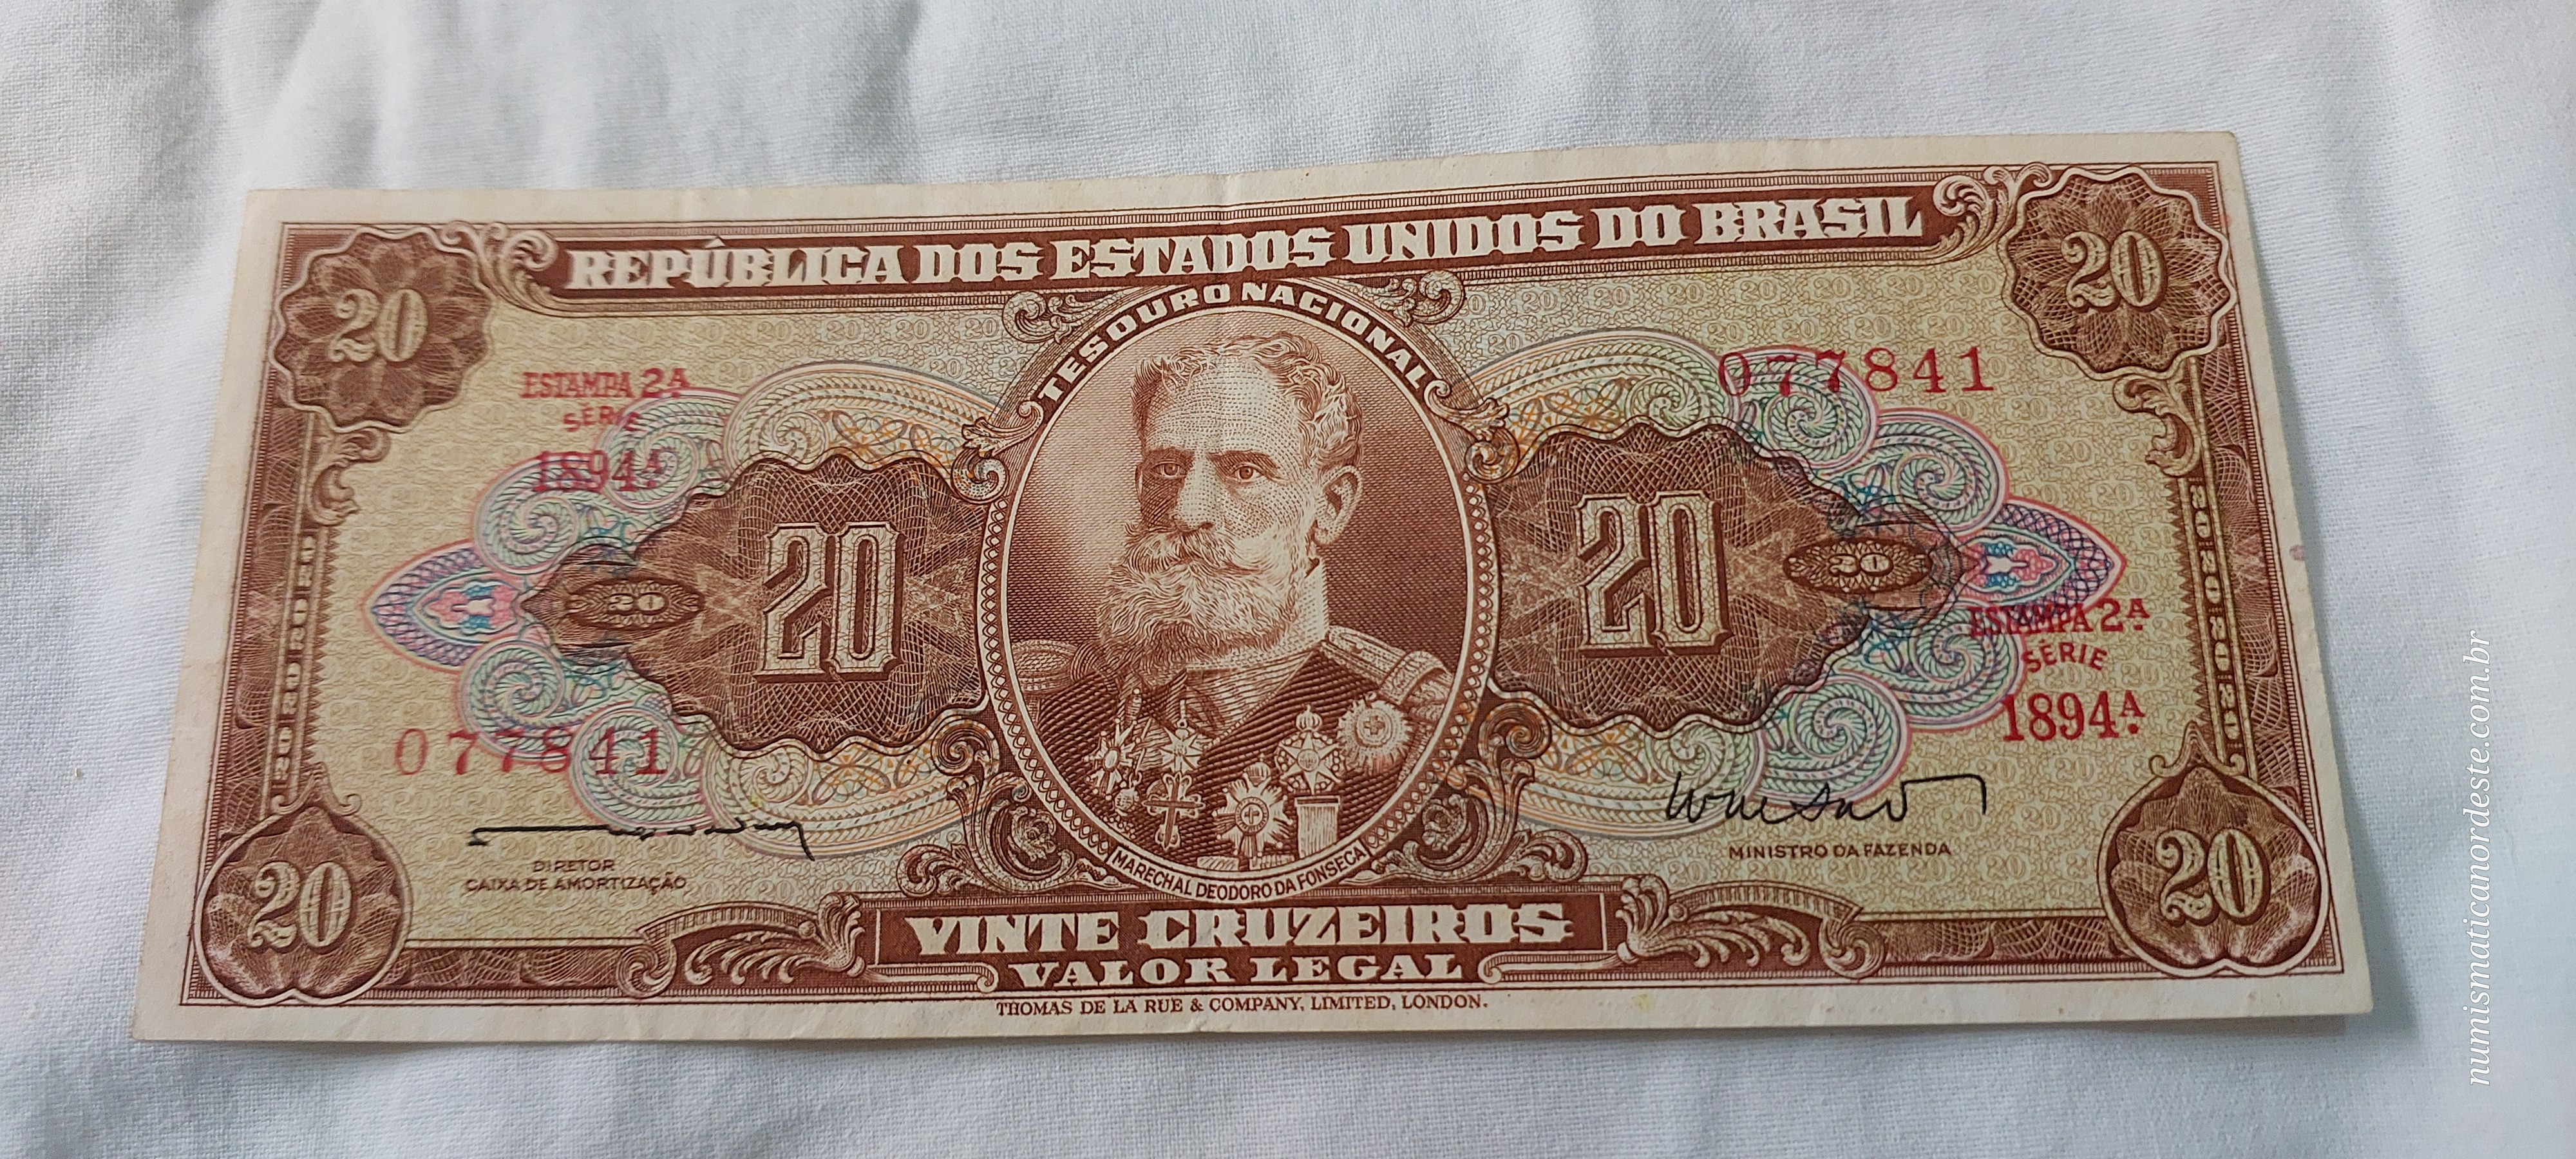 REPÚBLICA DOS ESTADOS UNIDOS DO BRASIL
20
20
TESOURO NACIONAL
ESTAMPA 2ª
SÉRIE
1894ª
077841
20
20
20
20
ESTAMPA 2ª
SÉRIE
1894ª
077841
DIRETOR
CAIXA DE AMORTIZAÇÃO
MINISTRO DA FAZENDA
MARECHAL DEODORO DA FONSECA
20
20
VINTE CRUZEIROS
VALOR LEGAL
THOMAS DE LA RUE & COMPANY, LIMITED, LONDON.
numismaticanordeste.com.br